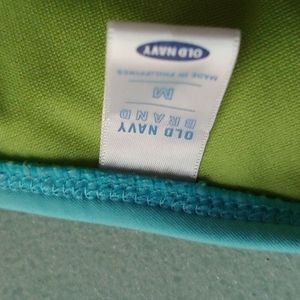 OLD NAVY
BRAND
M
MADE IN PHILIPPINES
OLD NAVY